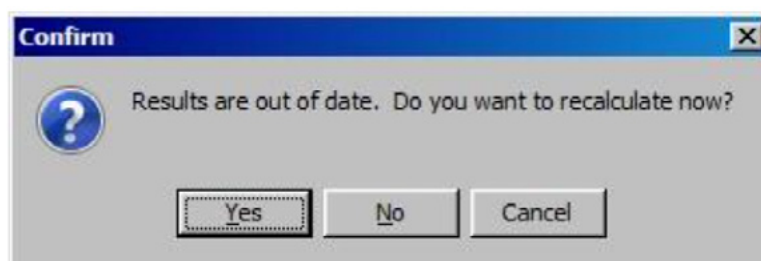 Confirm
Results are out of date.  Do you want to recalculate now?
Yes No Cancel